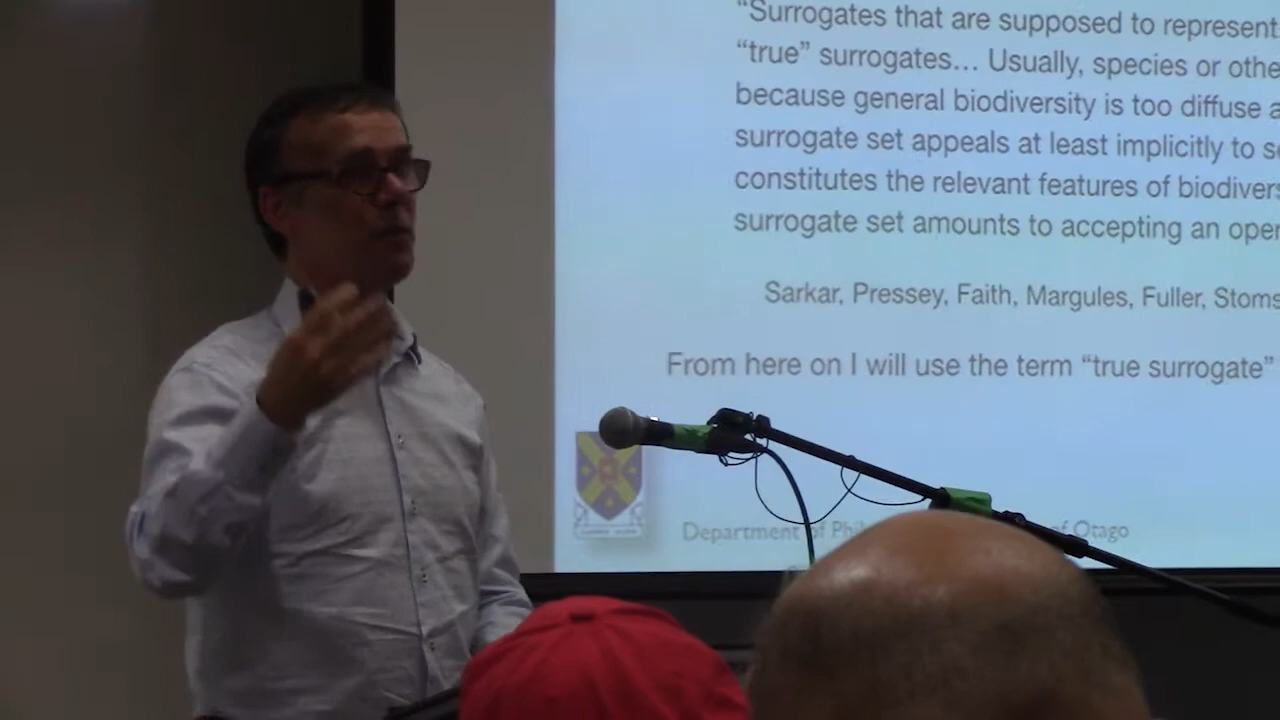 “Surrogates that are supposed to represent
“true” surrogates… Usually, species or othe
because general biodiversity is too diffuse a
surrogate set appeals at least implicitly to s
constitutes the relevant features of biodivers
surrogate set amounts to accepting an oper
Sarkar, Pressey, Faith, Margules, Fuller, Stoms
From here on I will use the term “true surrogate”
Department of Phi of Otago